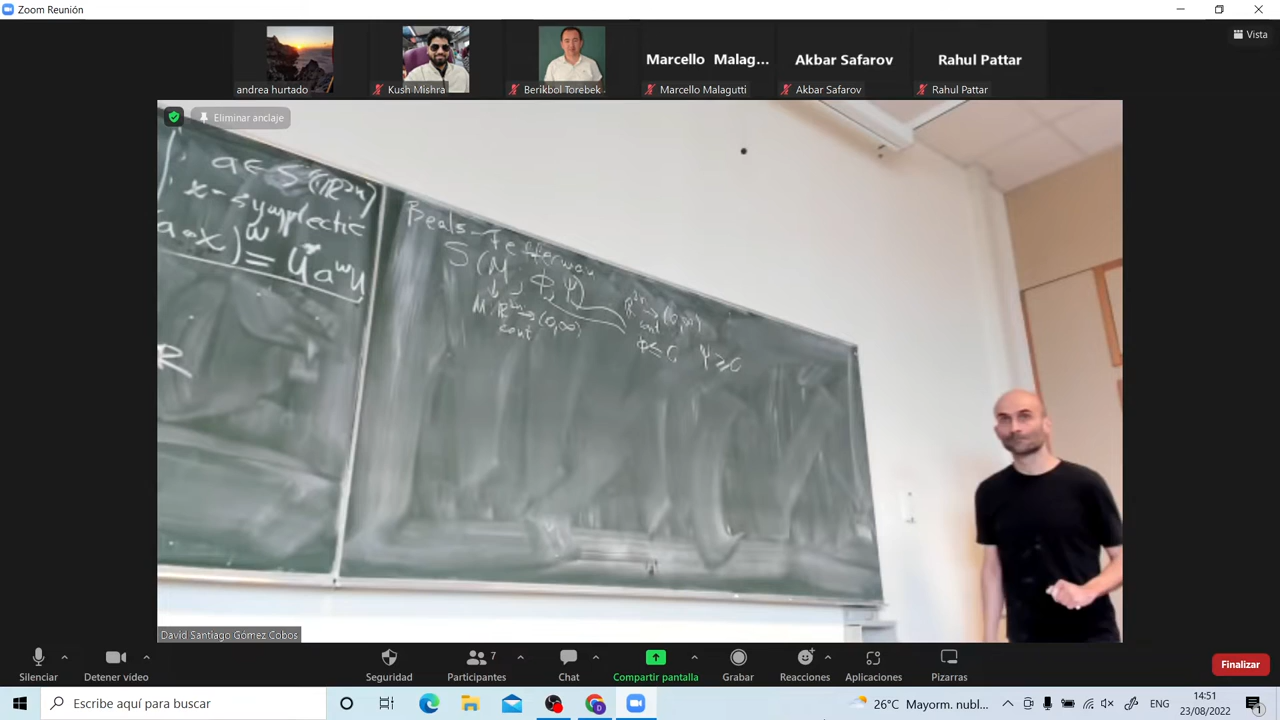 Zoom Reunión
Vista
Marcello Malag...
Akbar Safarov
Rahul Pattar
andrea hurtado
Kush Mishra
Berikbol Torebek
Marcello Malagutti
Akbar Safarov
Rahul Pattar
Eliminar anclaje
a ∈ S(ℝ²ⁿ)
x - symplectic
(a∘x)ʷ = U* aʷ U
R
Beals - Fefferman
S(M, Φ, Ψ)
M: ℝ²ⁿ → (0,∞)
cont
ℝ²ⁿ → (0,∞)
cont
Φ ≤ C Ψ ≥ C
David Santiago Gómez Cobos
Silenciar
Detener video
Seguridad
7
Participantes
Chat
Compartir pantalla
Grabar
Reacciones
Aplicaciones
Pizarras
Finalizar
Escribe aquí para buscar
26°C Mayorm. nubl...
ENG
14:51
23/08/2022
1